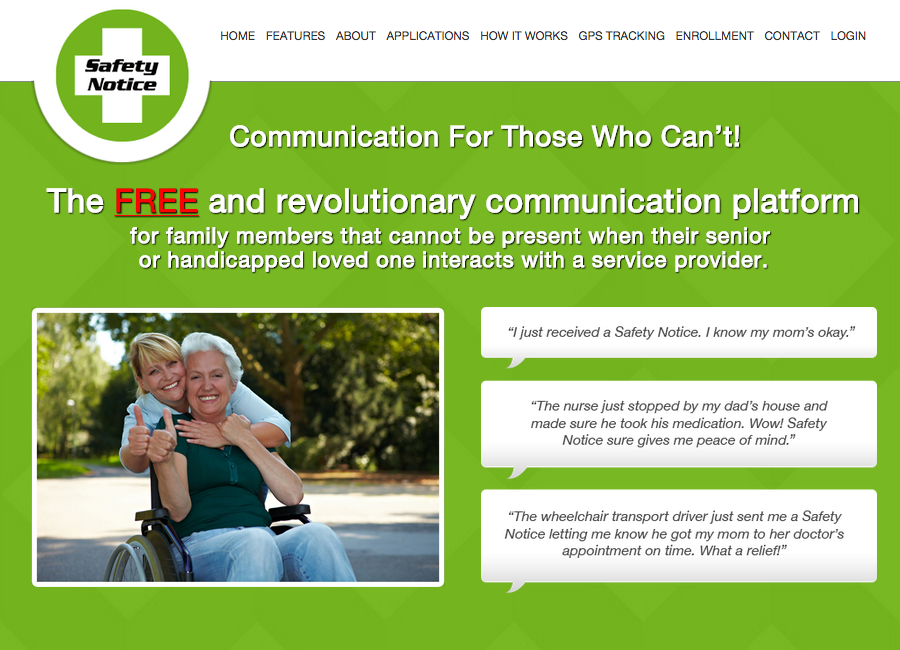 Safety
Notice
HOME FEATURES ABOUT APPLICATIONS HOW IT WORKS GPS TRACKING ENROLLMENT CONTACT LOGIN
Communication For Those Who Can’t!
The FREE and revolutionary communication platform
for family members that cannot be present when their senior
or handicapped loved one interacts with a service provider.
“I just received a Safety Notice. I know my mom’s okay.”
“The nurse just stopped by my dad’s house and
made sure he took his medication. Wow! Safety
Notice sure gives me peace of mind.”
“The wheelchair transport driver just sent me a Safety
Notice letting me know he got my mom to her doctor’s
appointment on time. What a relief!”